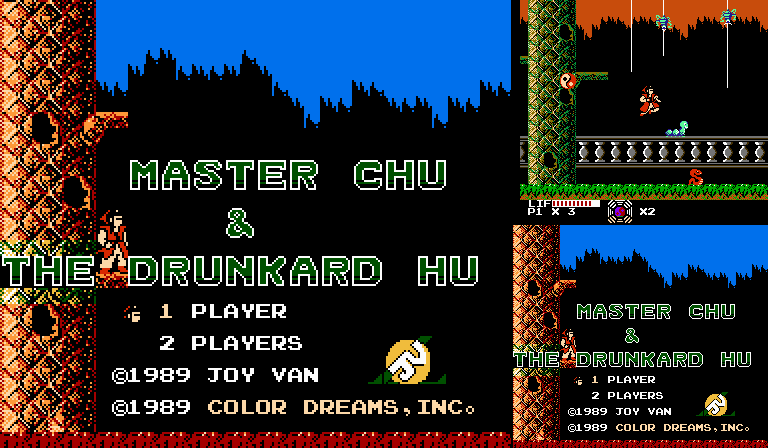 MASTER CHU
&
THE DRUNKARD HU
1 PLAYER
2 PLAYERS
©1989 JOY VAN
©1989 COLOR DREAMS, INC.
LIF
P1 X 3 X2
MASTER CHU
&
THE DRUNKARD HU
1 PLAYER
2 PLAYERS
©1989 JOY VAN
©1989 COLOR DREAMS, INC.